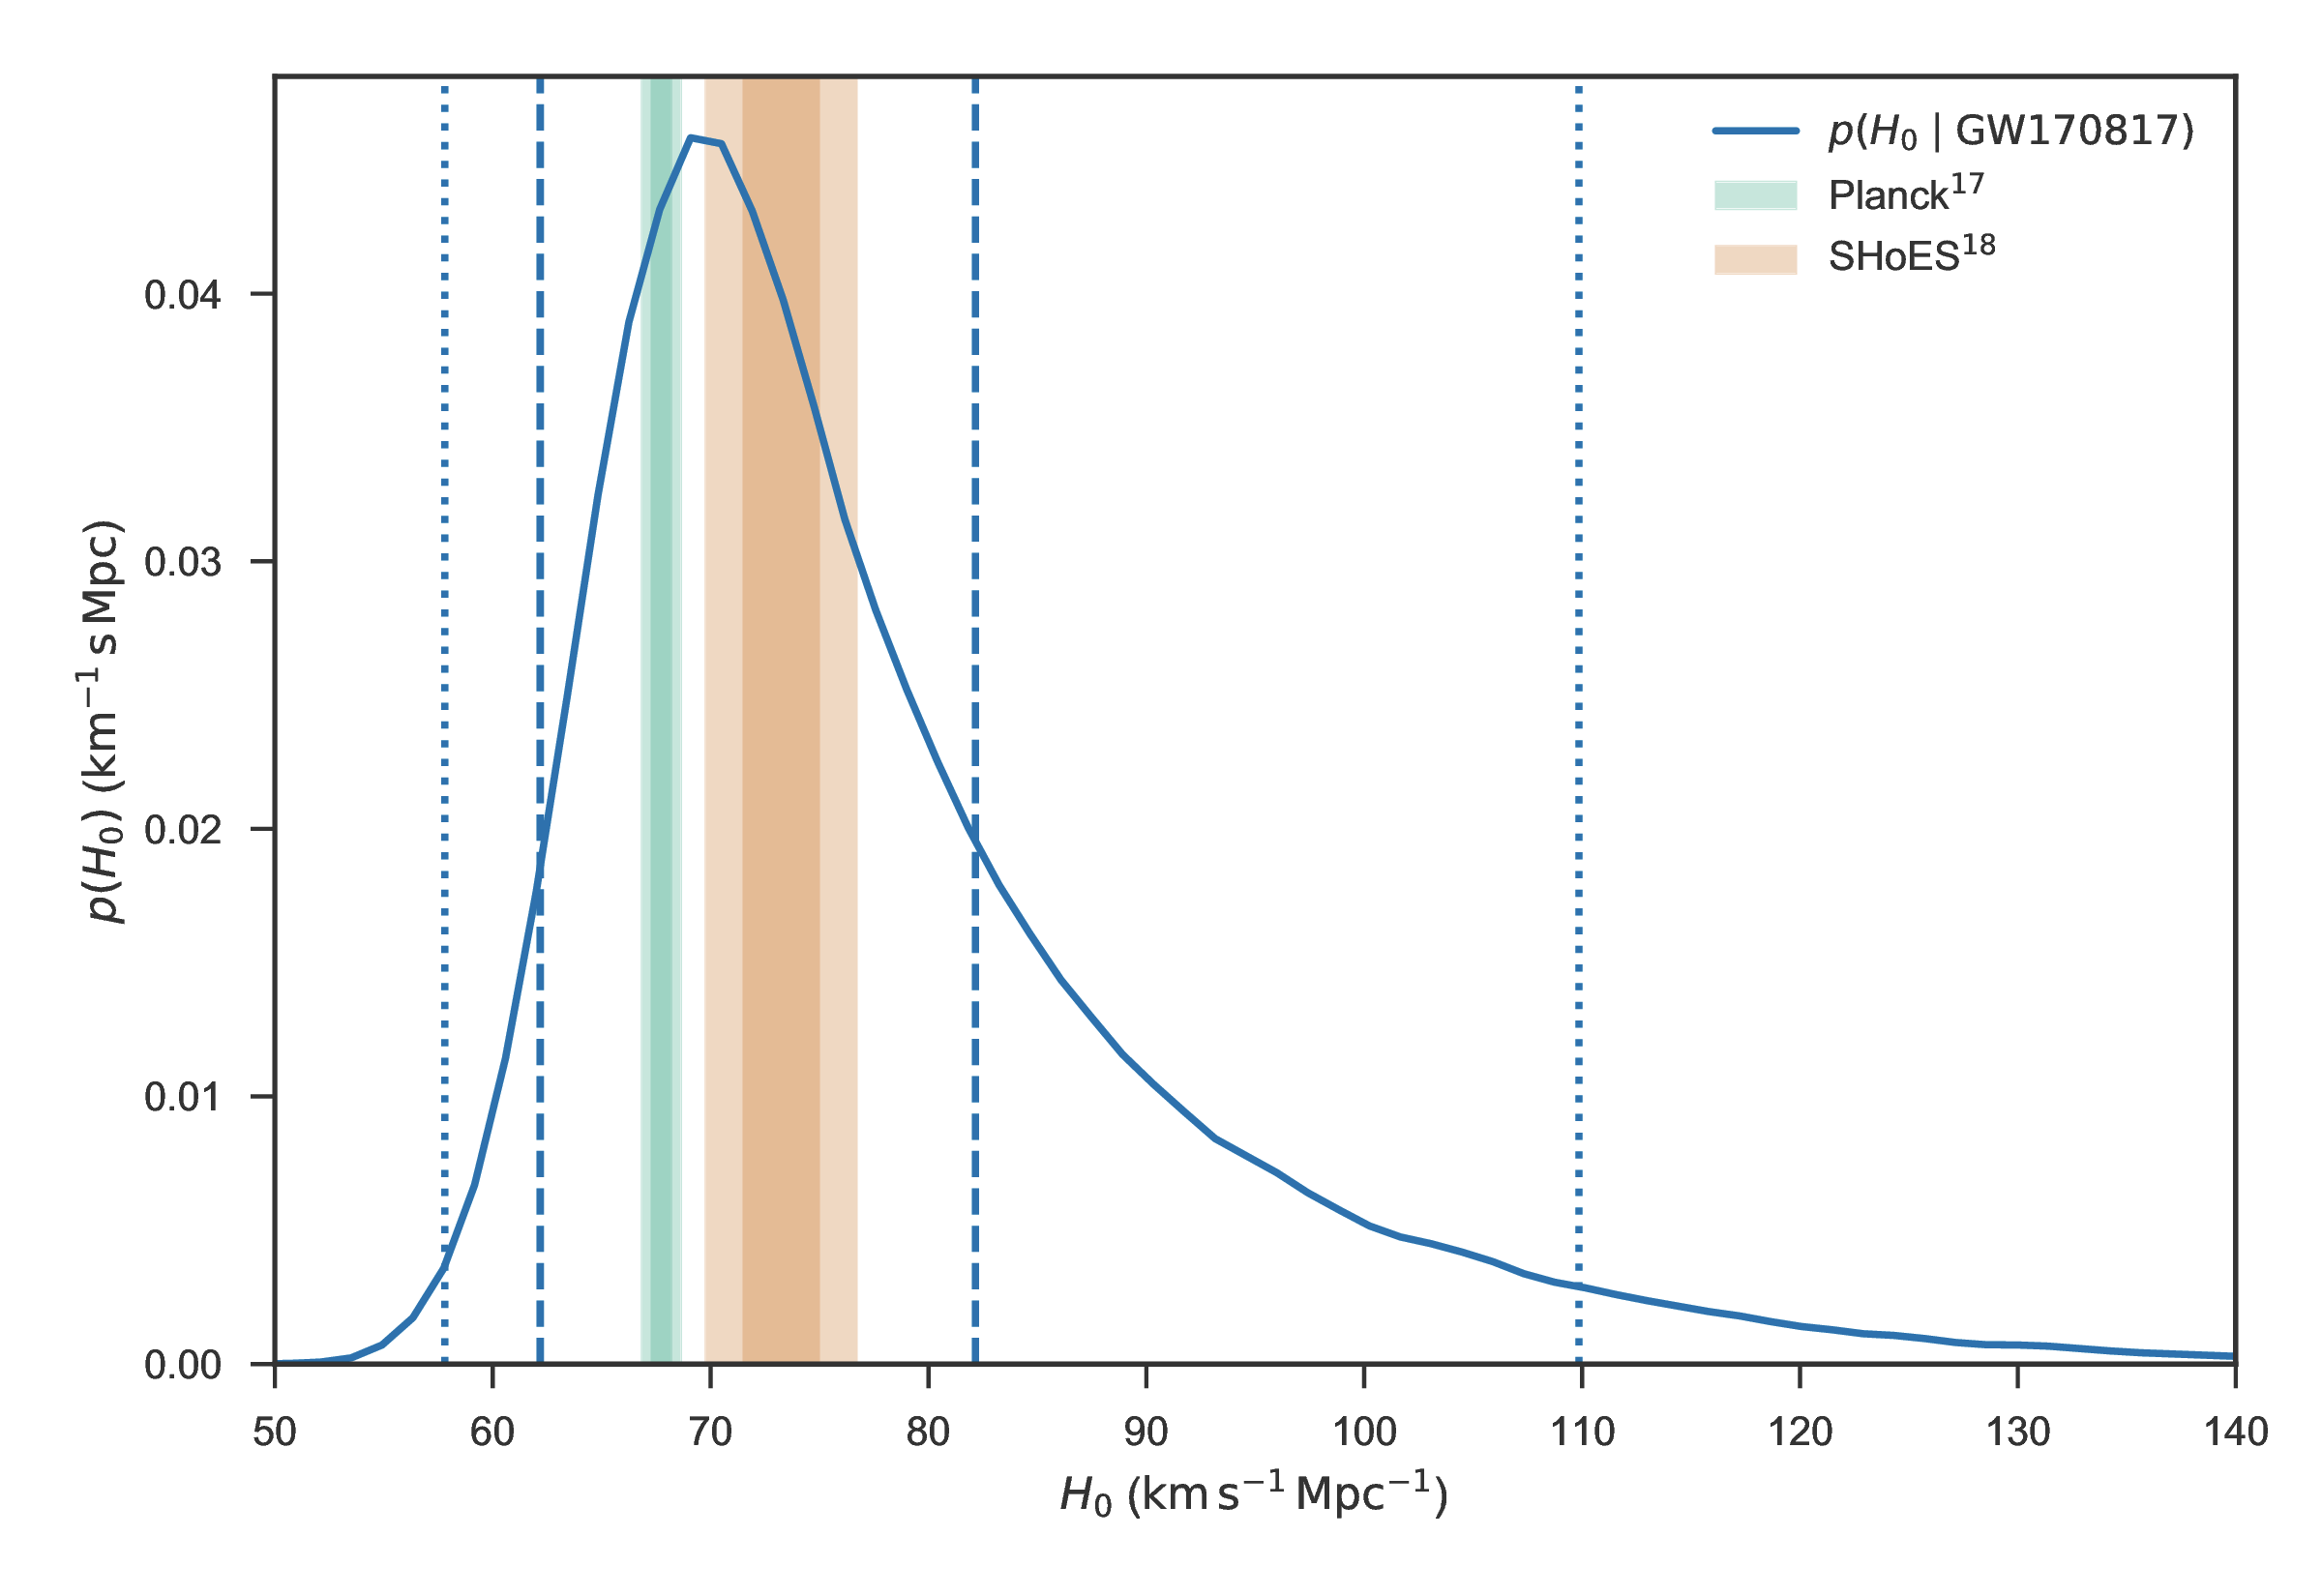 p(H₀ | GW170817)
Planck¹⁷
SHoES¹⁸
p(H₀) (km⁻¹ s Mpc)
0.04
0.03
0.02
0.01
0.00
50 60 70 80 90 100 110 120 130 140
H₀ (km s⁻¹ Mpc⁻¹)